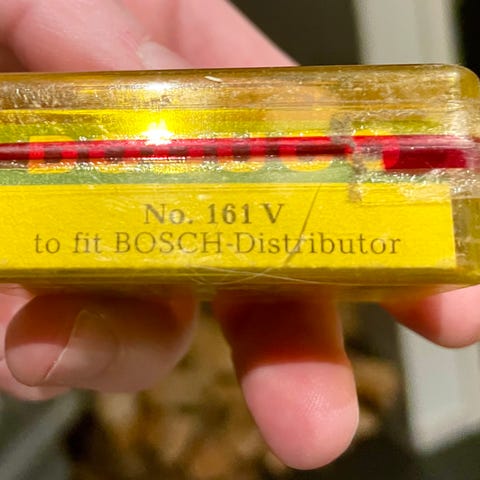 No. 161 V
to fit BOSCH-Distributor